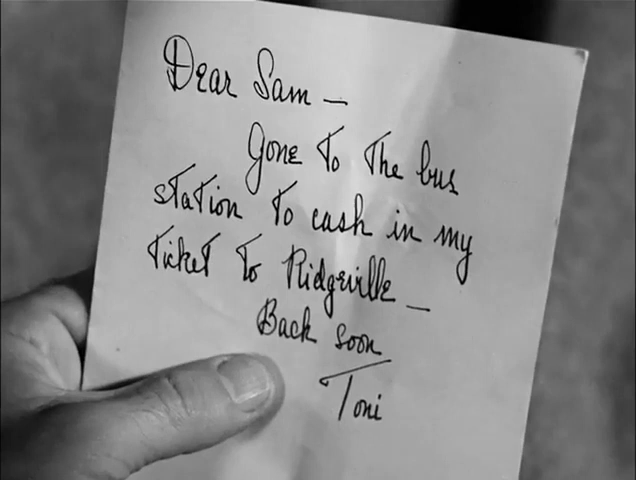 Dear Sam —
Gone to the bus
station to cash in my
ticket to Ridgeville —
Back soon
Toni